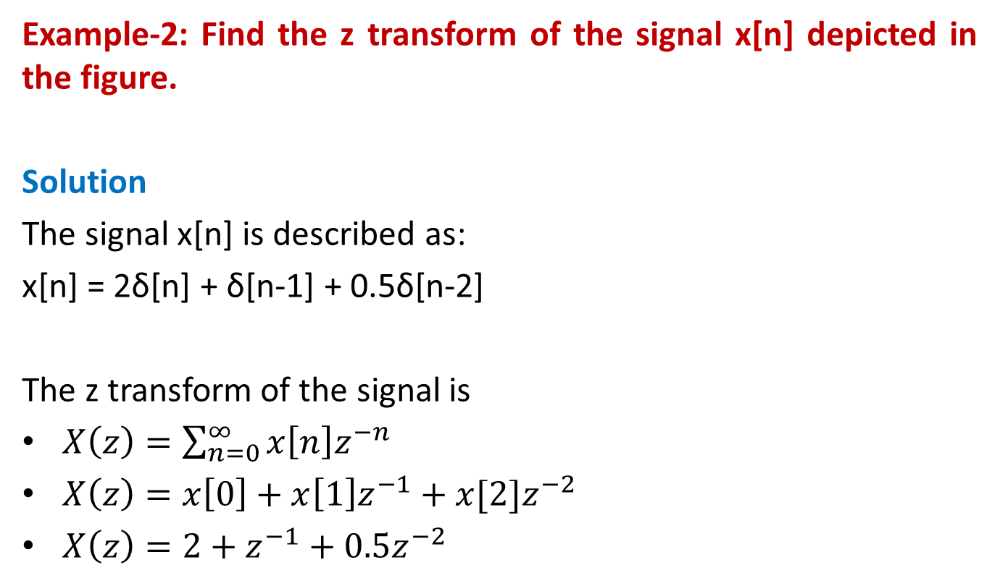 Example-2: Find the z transform of the signal x[n] depicted in
the figure.
Solution
The signal x[n] is described as:
x[n] = 2δ[n] + δ[n-1] + 0.5δ[n-2]
The z transform of the signal is
• X(z) = ∑_{n=0}^{∞} x[n]z^{−n}
• X(z) = x[0] + x[1]z^{−1} + x[2]z^{−2}
• X(z) = 2 + z^{−1} + 0.5z^{−2}